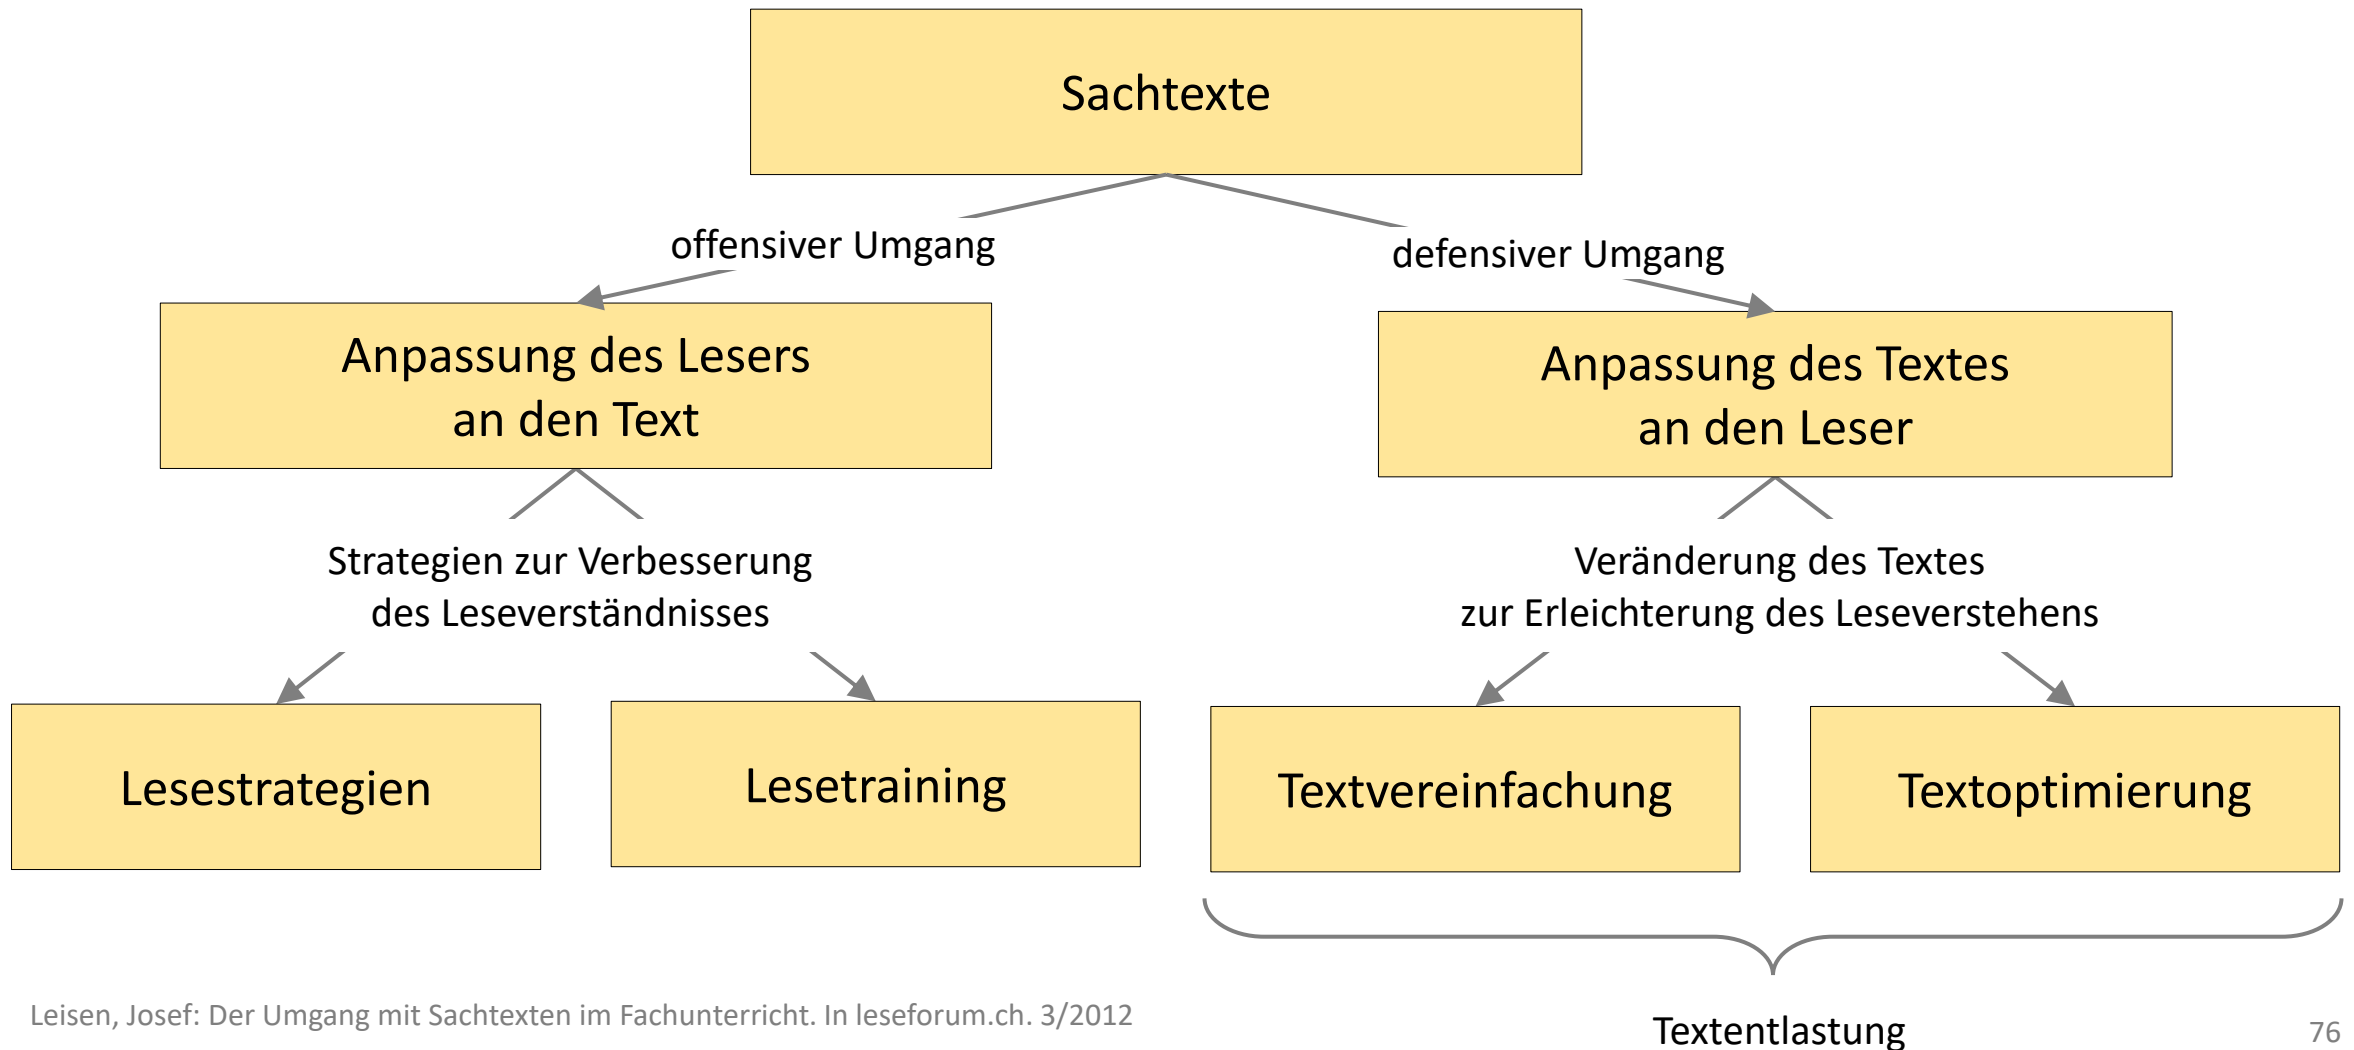 Sachtexte
offensiver Umgang
defensiver Umgang
Anpassung des Lesers
an den Text
Anpassung des Textes
an den Leser
Strategien zur Verbesserung
des Leseverständnisses
Veränderung des Textes
zur Erleichterung des Leseverstehens
Lesestrategien
Lesetraining
Textvereinfachung
Textoptimierung
Textentlastung
Leisen, Josef: Der Umgang mit Sachtexten im Fachunterricht. In leseforum.ch. 3/2012
76